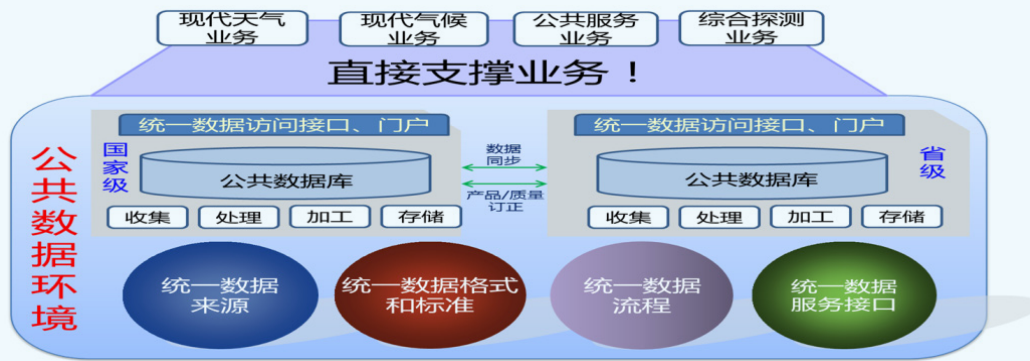 现代天气
业务
现代气候
业务
公共服务
业务
综合探测
业务
直接支撑业务！
公共数据环境
统一数据访问接口、门户
国家级
公共数据库
收集
处理
加工
存储
数据
同步
产品/质量
订正
统一数据访问接口、门户
省级
公共数据库
收集
处理
加工
存储
统一数据
来源
统一数据格式
和标准
统一数据
流程
统一数据
服务接口